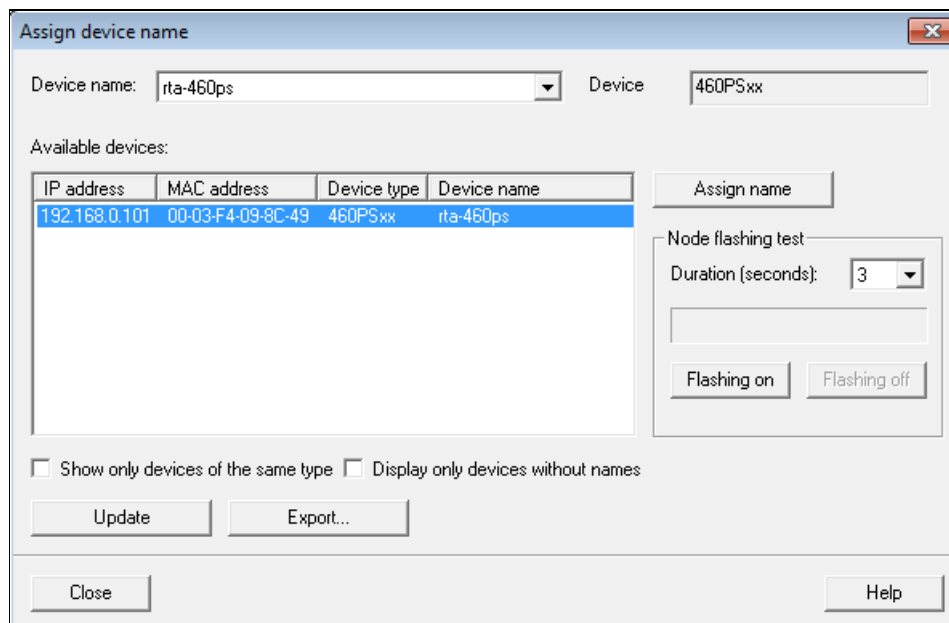 Assign device name
Device name: rta-460ps Device 460PSxx
Available devices:
IP address MAC address Device type Device name
192.168.0.101 00-03-F4-09-8C-49 460PSxx rta-460ps
Assign name
Node flashing test
Duration (seconds): 3
Flashing on Flashing off
Show only devices of the same type Display only devices without names
Update Export...
Close Help